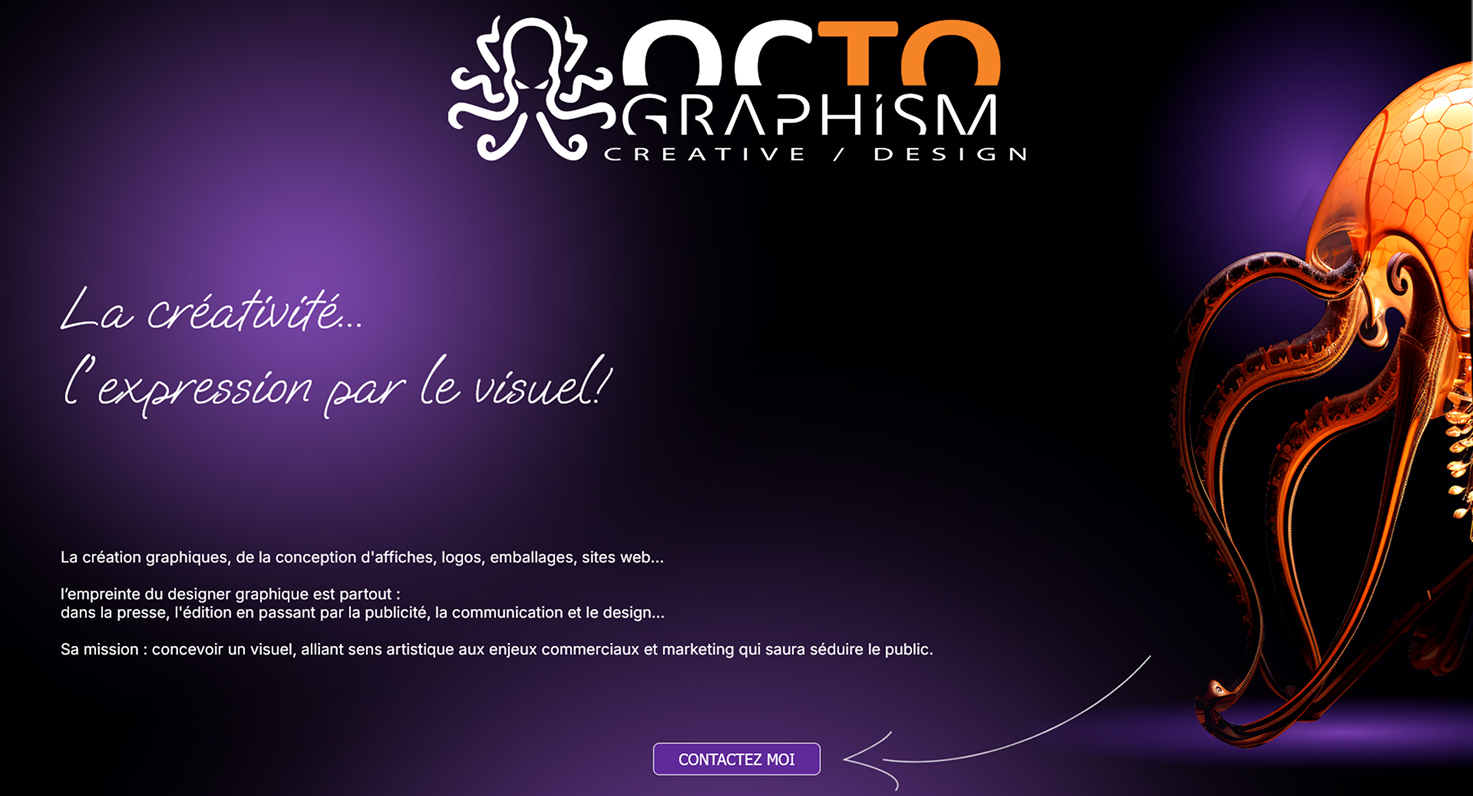 OCTO
GRAPHISM
CREATIVE / DESIGN
La créativité...
l'expression par le visuel!
La création graphiques, de la conception d'affiches, logos, emballages, sites web...
l’empreinte du designer graphique est partout :
dans la presse, l'édition en passant par la publicité, la communication et le design...
Sa mission : concevoir un visuel, alliant sens artistique aux enjeux commerciaux et marketing qui saura séduire le public.
CONTACTEZ MOI